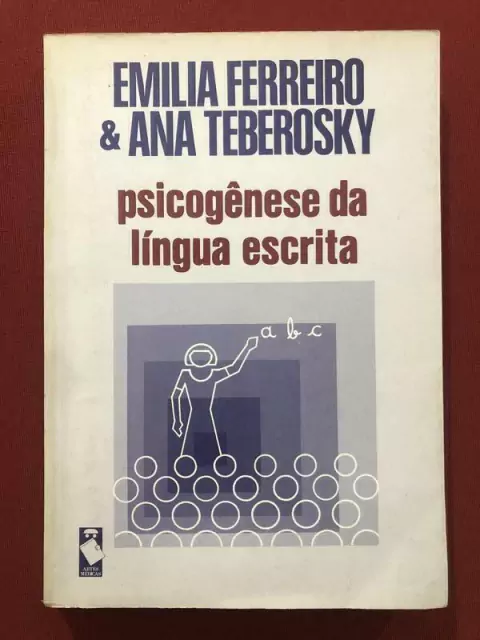 EMILIA FERREIRO
& ANA TEBEROSKY
psicogênese da
língua escrita
a b c
ARTES
MÉDICAS